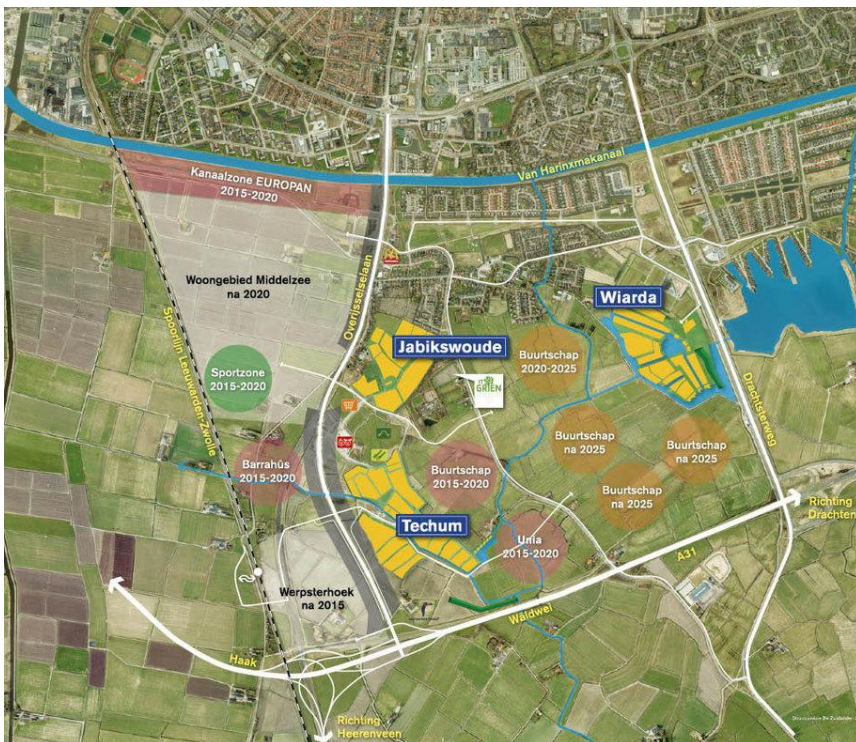 Kanaalzone EUROPAN
2015-2020
Van Harinxmakanaal
Woongebied Middelzee
na 2020
Overijsselselaan
Wiarda
Jabikswoude
Buurtschap
2020-2025
Spoorlijn Leeuwarden-Zwolle
Sportzone
2015-2020
GRIEN
Drachtsterweg
Barrahûs
2015-2020
Buurtschap
2015-2020
Buurtschap
na 2025
Buurtschap
na 2025
Buurtschap
na 2025
Techum
Unia
2015-2020
Richting
Drachten
A31
Werpsterhoek
na 2015
Wâldwei
Haak
Richting
Heerenveen